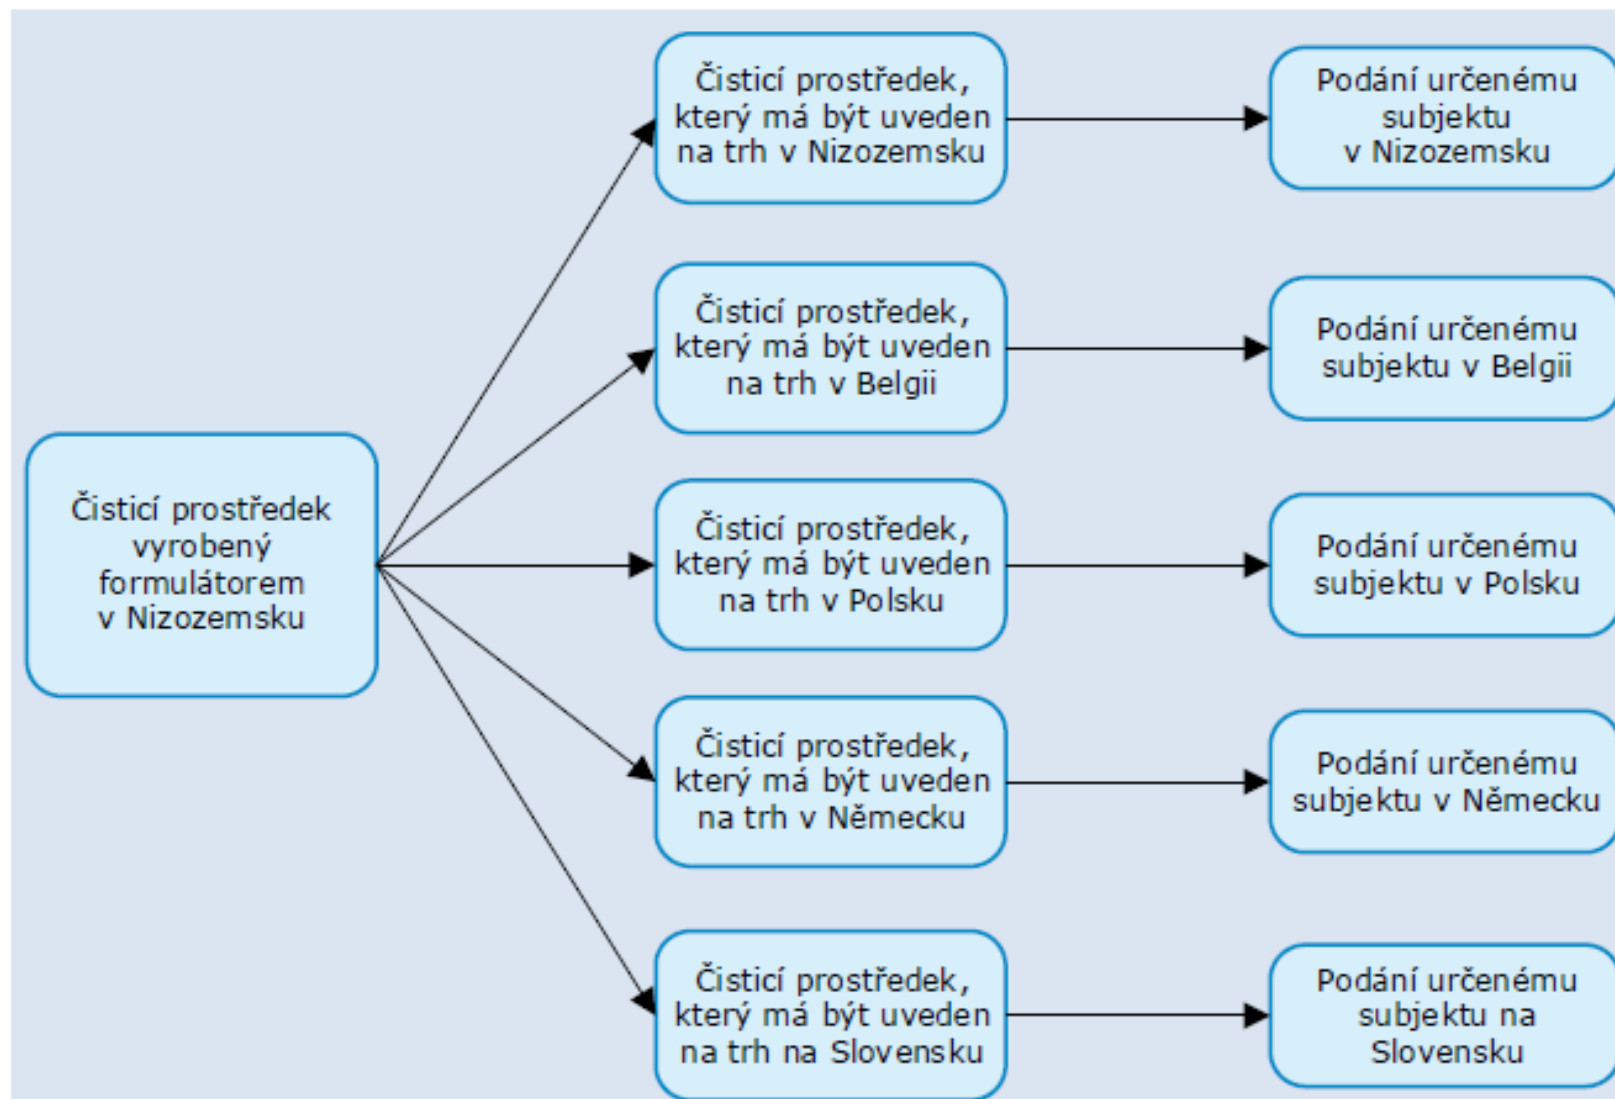 Čisticí prostředek
vyrobený
formulátorem
v Nizozemsku
Čisticí prostředek,
který má být uveden
na trh v Nizozemsku
Podání určenému
subjektu
v Nizozemsku
Čisticí prostředek,
který má být uveden
na trh v Belgii
Podání určenému
subjektu v Belgii
Čisticí prostředek,
který má být uveden
na trh v Polsku
Podání určenému
subjektu v Polsku
Čisticí prostředek,
který má být uveden
na trh v Německu
Podání určenému
subjektu v Německu
Čisticí prostředek,
který má být uveden
na trh na Slovensku
Podání určenému
subjektu na
Slovensku